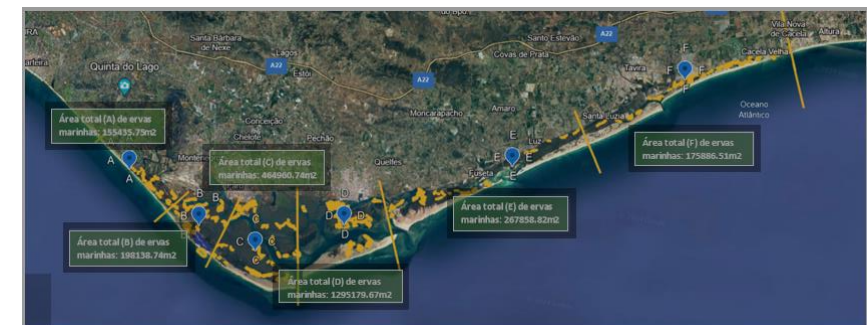 Santa Bárbara
de Nexe
Quinta do Lago
Lagos
A22
Estói
A22
Moncarapacho
Santo Estevão
A22
Covas de Prata
Tavira
Vila Nova
de Cacela
Altura
Cacela Velha
Oceano
Atlântico
Conceição
Chelote
Pechão
Quelfes
Amaro
Luz
Fuseta
Santa Luzia
Área total (A) de ervas
marinhas: 155435.75m2
Área total (C) de ervas
marinhas: 464960.74m2
Área total (F) de ervas
marinhas: 175886.51m2
Área total (E) de ervas
marinhas: 267858.82m2
Área total (B) de ervas
marinhas: 198138.74m2
Área total (D) de ervas
marinhas: 1295179.67m2
A
A
B
B
B
C
C
C
C
D
D
D
D
E
E
E
E
F
F
F